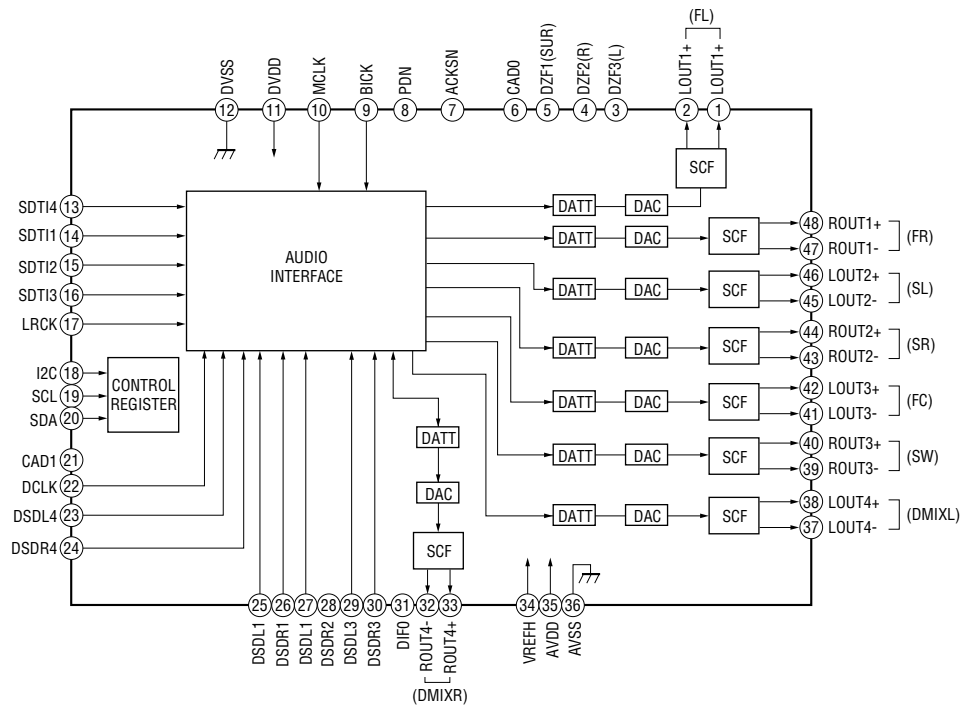 (FL)
DVSS
DVDD
MCLK
BICK
PDN
ACKSN
CAD0
DZF1(SUR)
DZF2(R)
DZF3(L)
LOUT1+
LOUT1+
12
11
10
9
8
7
6
5
4
3
2
1
SCF
SDTI4 13
SDTI1 14
SDTI2 15
SDTI3 16
LRCK 17
I2C 18
SCL 19
SDA 20
CAD1 21
DCLK 22
DSDL4 23
DSDR4 24
AUDIO
INTERFACE
CONTROL
REGISTER
DATT DAC
DATT DAC SCF 48 ROUT1+
47 ROUT1-
(FR)
DATT DAC SCF 46 LOUT2+
45 LOUT2-
(SL)
DATT DAC SCF 44 ROUT2+
43 ROUT2-
(SR)
DATT DAC SCF 42 LOUT3+
41 LOUT3-
(FC)
DATT DAC SCF 40 ROUT3+
39 ROUT3-
(SW)
DATT DAC SCF 38 LOUT4+
37 LOUT4-
(DMIXL)
DATT
DAC
SCF
25
26
27
28
29
30
31
32
33
34
35
36
DSDL1
DSDR1
DSDL1
DSDR2
DSDL3
DSDR3
DIF0
ROUT4-
ROUT4+
VREFH
AVDD
AVSS
(DMIXR)